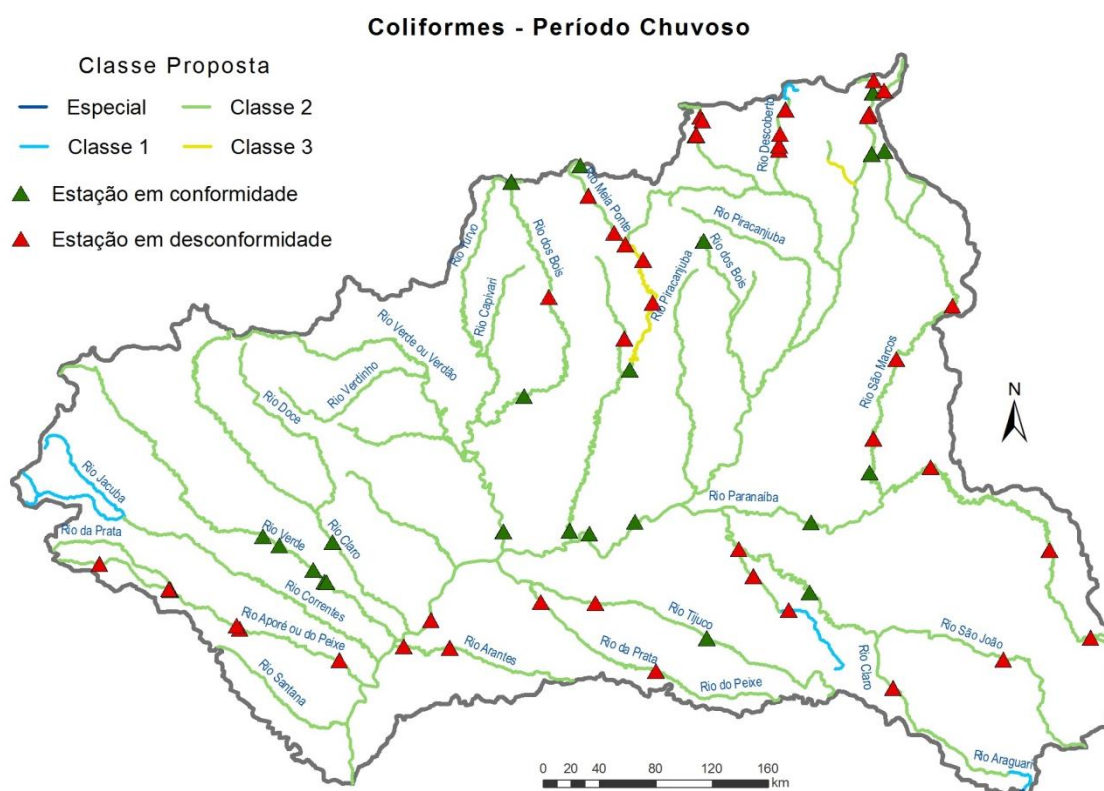 Coliformes - Período Chuvoso
Classe Proposta
Especial
Classe 2
Classe 1
Classe 3
Estação em conformidade
Estação em desconformidade
Rio Descoberto
Rio Meia Ponte
Rio Turvo
Rio dos Bois
Rio Piracanjuba
Rio dos Bois
Rio Piracanjuba
Rio Capivari
Rio Verde ou Verdão
Rio Verdinho
Rio Doce
Rio São Marcos
N
Rio Jacuba
Rio Paranaíba
Rio da Prata
Rio Verde
Rio Claro
Rio Correntes
Rio Aporé ou do Peixe
Rio Arantes
Rio Tijuco
Rio São João
Rio da Prata
Rio Claro
Rio Santana
Rio do Peixe
Rio Araguari
0 20 40 80 120 160
km